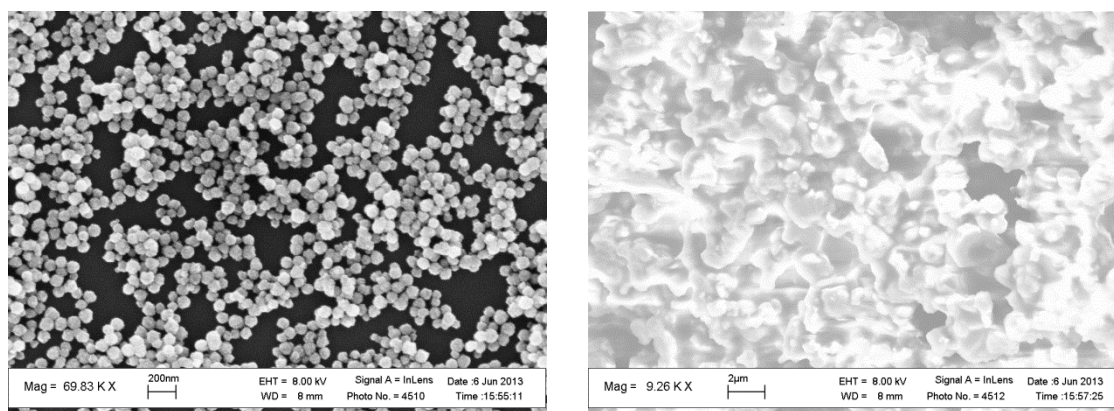 Mag = 69.83 K X
200nm
EHT = 8.00 kV
WD = 8 mm
Signal A = InLens
Photo No. = 4510
Date :6 Jun 2013
Time :15:55:11
Mag = 9.26 K X
2µm
EHT = 8.00 kV
WD = 8 mm
Signal A = InLens
Photo No. = 4512
Date :6 Jun 2013
Time :15:57:25